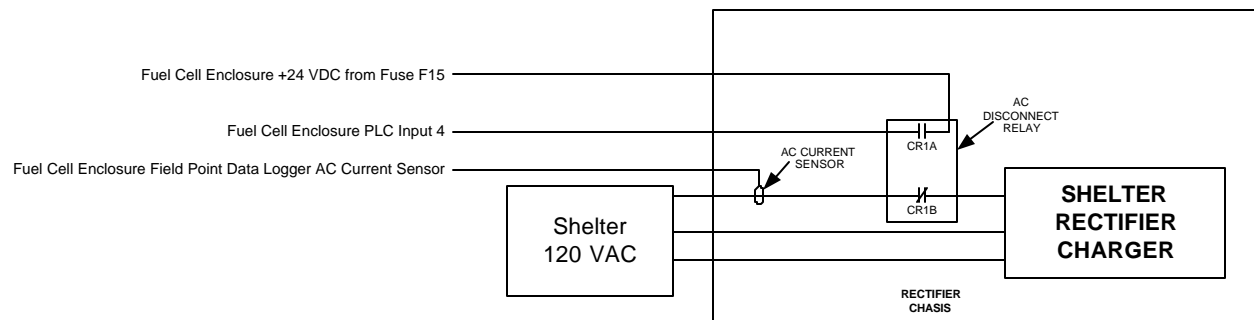 Fuel Cell Enclosure +24 VDC from Fuse F15
Fuel Cell Enclosure PLC Input 4
Fuel Cell Enclosure Field Point Data Logger AC Current Sensor
AC CURRENT
SENSOR
AC
DISCONNECT
RELAY
CR1A
CR1B
Shelter
120 VAC
SHELTER
RECTIFIER
CHARGER
RECTIFIER
CHASIS